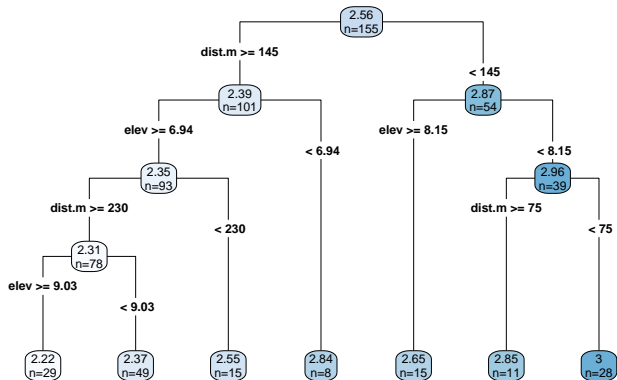 2.56
n=155
dist.m >= 145
< 145
2.39
n=101
2.87
n=54
elev >= 6.94
< 6.94
elev >= 8.15
< 8.15
2.35
n=93
2.96
n=39
dist.m >= 230
< 230
dist.m >= 75
< 75
2.31
n=78
elev >= 9.03
< 9.03
2.22
n=29
2.37
n=49
2.55
n=15
2.84
n=8
2.65
n=15
2.85
n=11
3
n=28